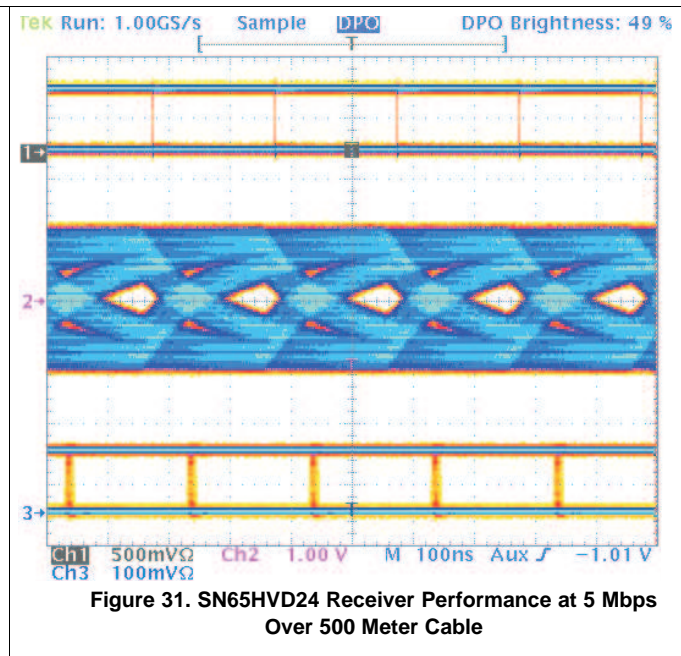 Tek Run: 1.00GS/s Sample DPO DPO Brightness: 49 %
T
1→
2→
3→
Ch1 500mVΩ Ch2 1.00 V M 100ns Aux ∫ −1.01 V
Ch3 100mVΩ
Figure 31. SN65HVD24 Receiver Performance at 5 Mbps
Over 500 Meter Cable